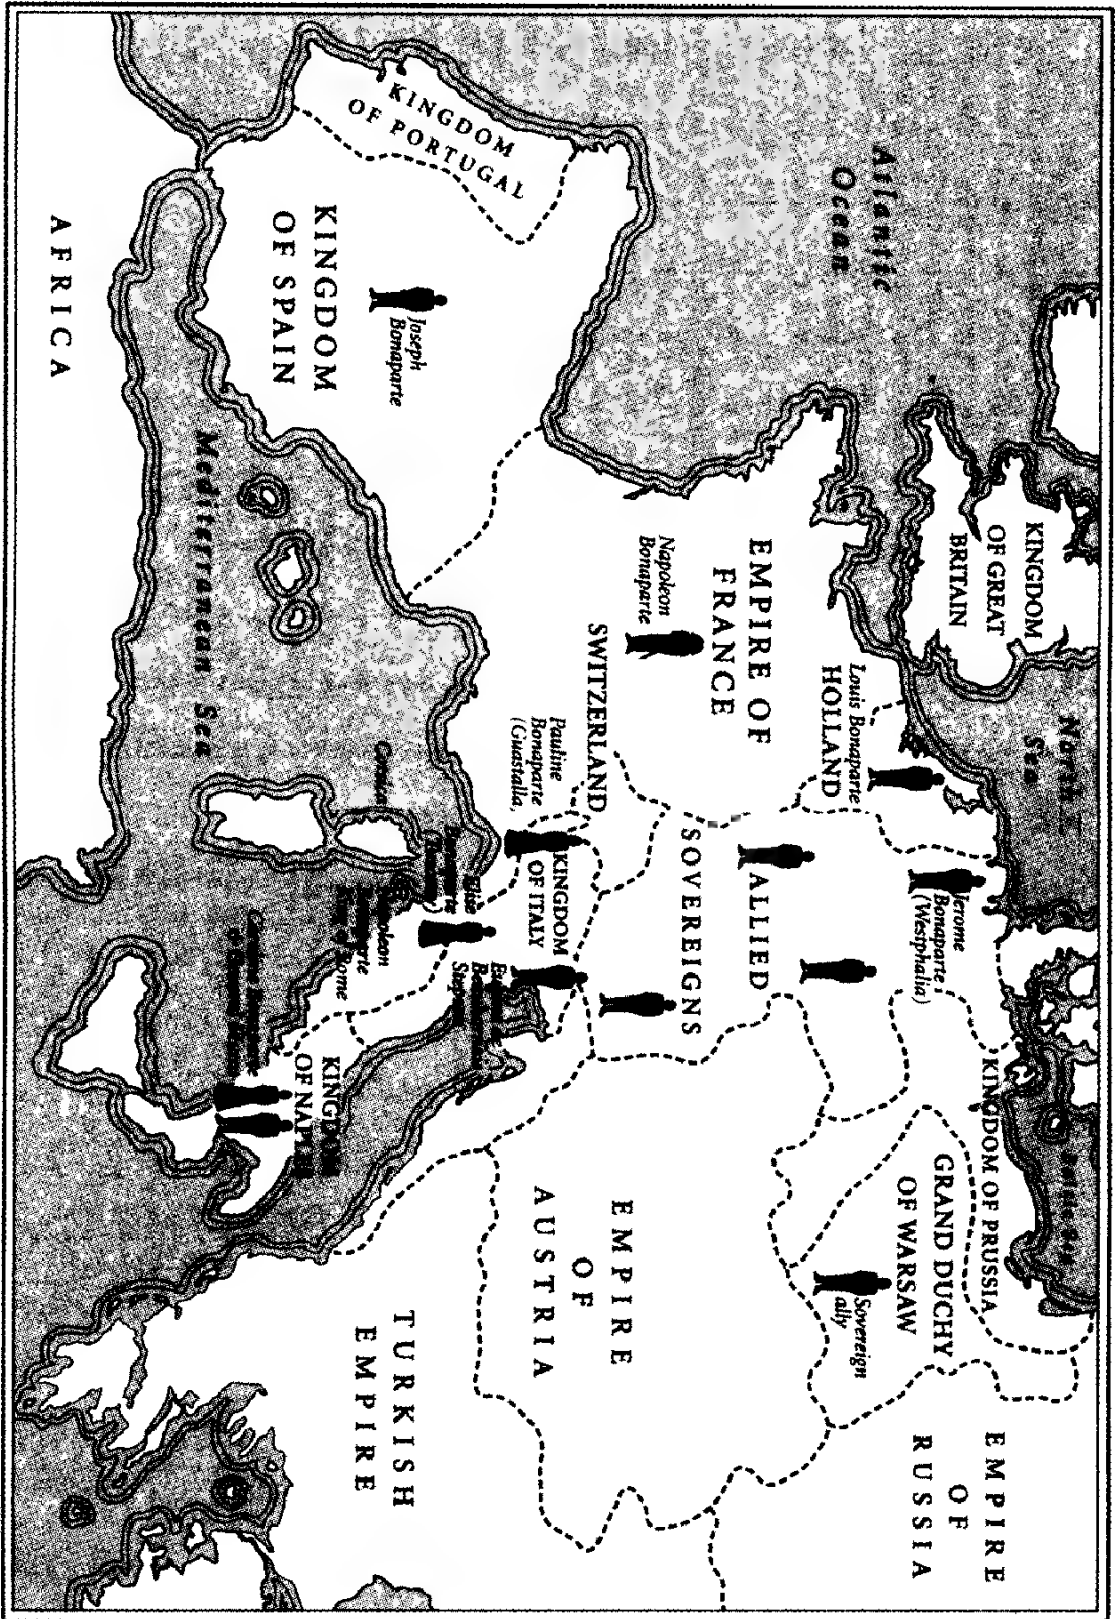 Atlantic
Ocean
North
Sea
KINGDOM
OF GREAT
BRITAIN
KINGDOM
OF PORTUGAL
KINGDOM
OF SPAIN
Joseph
Bonaparte
AFRICA
Mediterranean Sea
EMPIRE OF
FRANCE
Napoleon
Bonaparte
Louis Bonaparte
HOLLAND
SWITZERLAND
Pauline
Bonaparte
(Guastalla)
Corsica
Jerome
Bonaparte
(Westphalia)
ALLIED
SOVEREIGNS
KINGDOM
OF ITALY
Elise
Bonaparte
Napoleon
Bonaparte
King of Rome
KINGDOM
OF NAPLES
KINGDOM OF PRUSSIA
GRAND DUCHY
OF WARSAW
Sovereign
ally
EMPIRE
OF
AUSTRIA
TURKISH
EMPIRE
EMPIRE
OF
RUSSIA